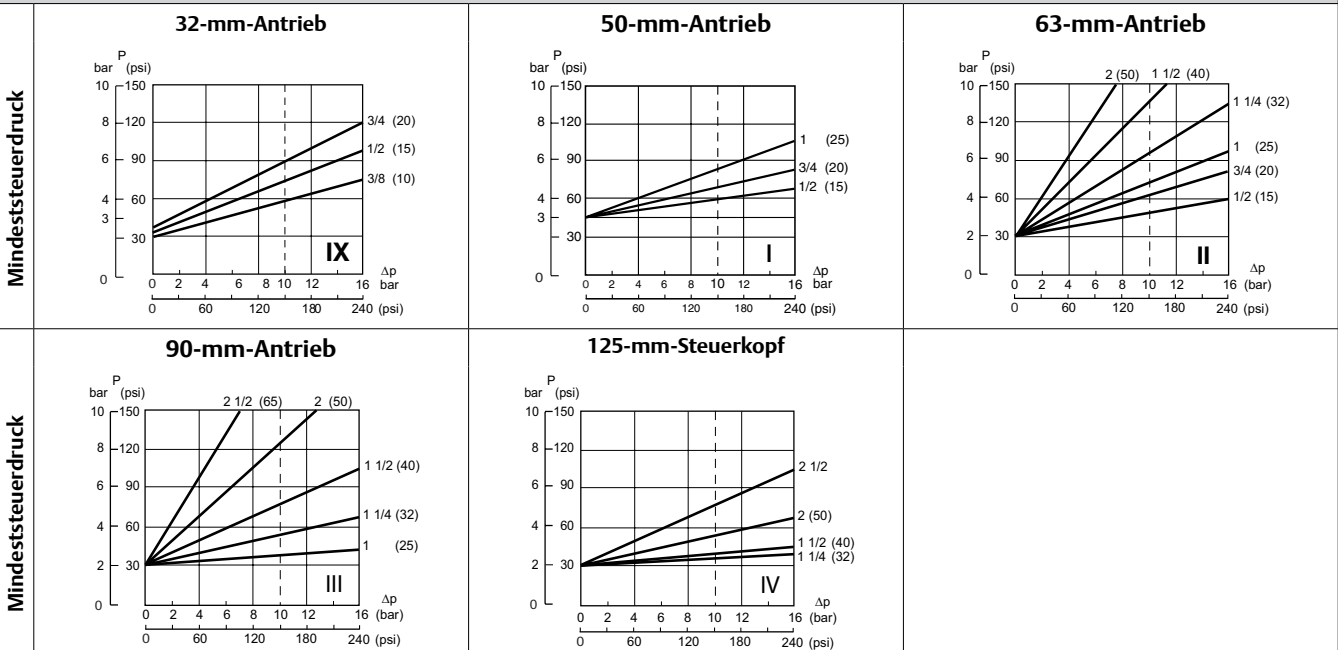 Mindeststeuerdruck
32-mm-Antrieb
P
bar (psi)
10 150
8 120
6 90
4 60
3
30
0
3/4 (20)
1/2 (15)
3/8 (10)
IX
0 2 4 6 8 10 12 16
Δp
bar
0 60 120 180 240 (psi)
50-mm-Antrieb
P
bar (psi)
10 150
8 120
6 90
4 60
3
30
0
1 (25)
3/4 (20)
1/2 (15)
I
0 2 4 6 8 10 12 16
Δp
bar
0 60 120 180 240 (psi)
63-mm-Antrieb
P
bar (psi)
10 150
8 120
6 90
4 60
2 30
0
2 (50) 1 1/2 (40)
1 1/4 (32)
1 (25)
3/4 (20)
1/2 (15)
II
0 2 4 6 8 10 12 16
Δp
(bar)
0 60 120 180 240 (psi)
Mindeststeuerdruck
90-mm-Antrieb
P
bar (psi)
10 150
8 120
6 90
4 60
2 30
0
2 1/2 (65) 2 (50)
1 1/2 (40)
1 1/4 (32)
1 (25)
III
0 2 4 6 8 10 12 16
Δp
(bar)
0 60 120 180 240 (psi)
125-mm-Steuerkopf
P
bar (psi)
10 150
8 120
6 90
4 60
2 30
0
2 1/2
2 (50)
1 1/2 (40)
1 1/4 (32)
IV
0 2 4 6 8 10 12 16
Δp
(bar)
0 60 120 180 240 (psi)